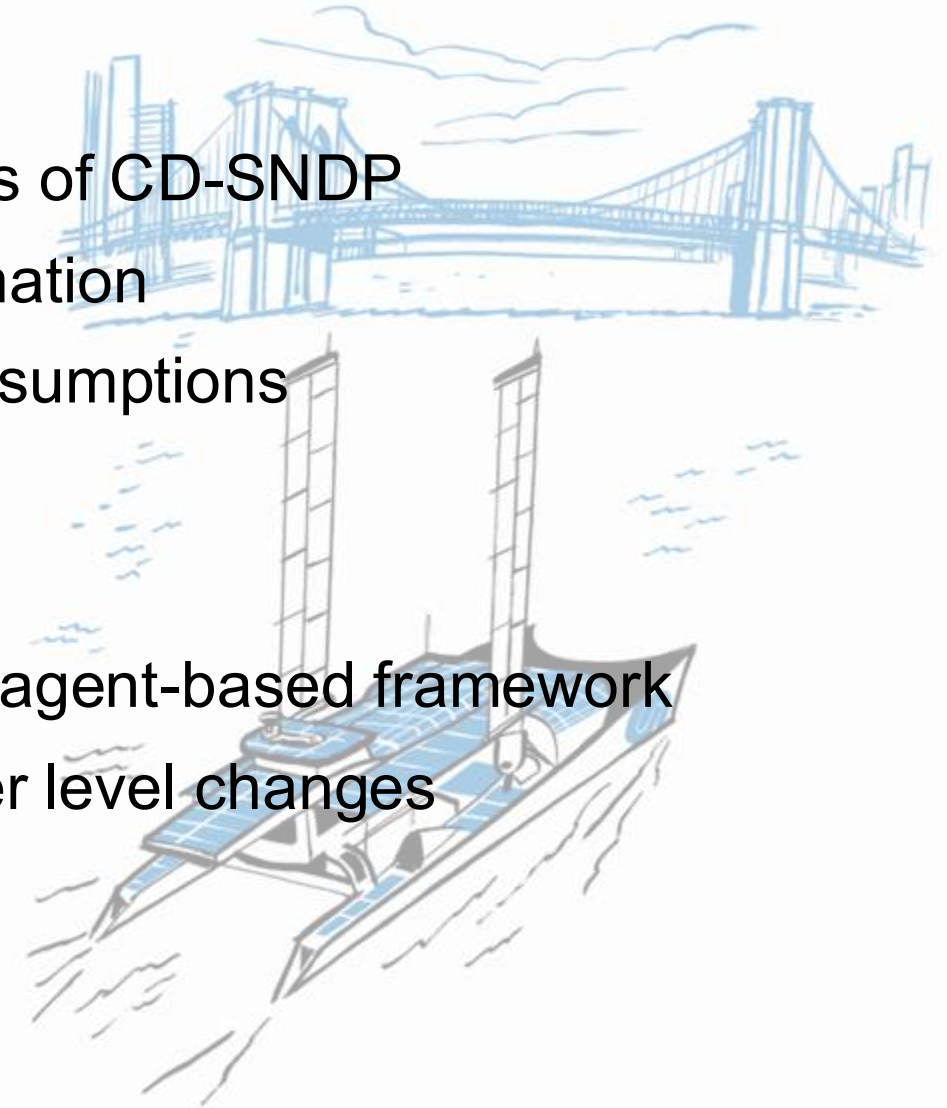 s of CD-SNDP
nation
sumptions
agent-based framework
er level changes